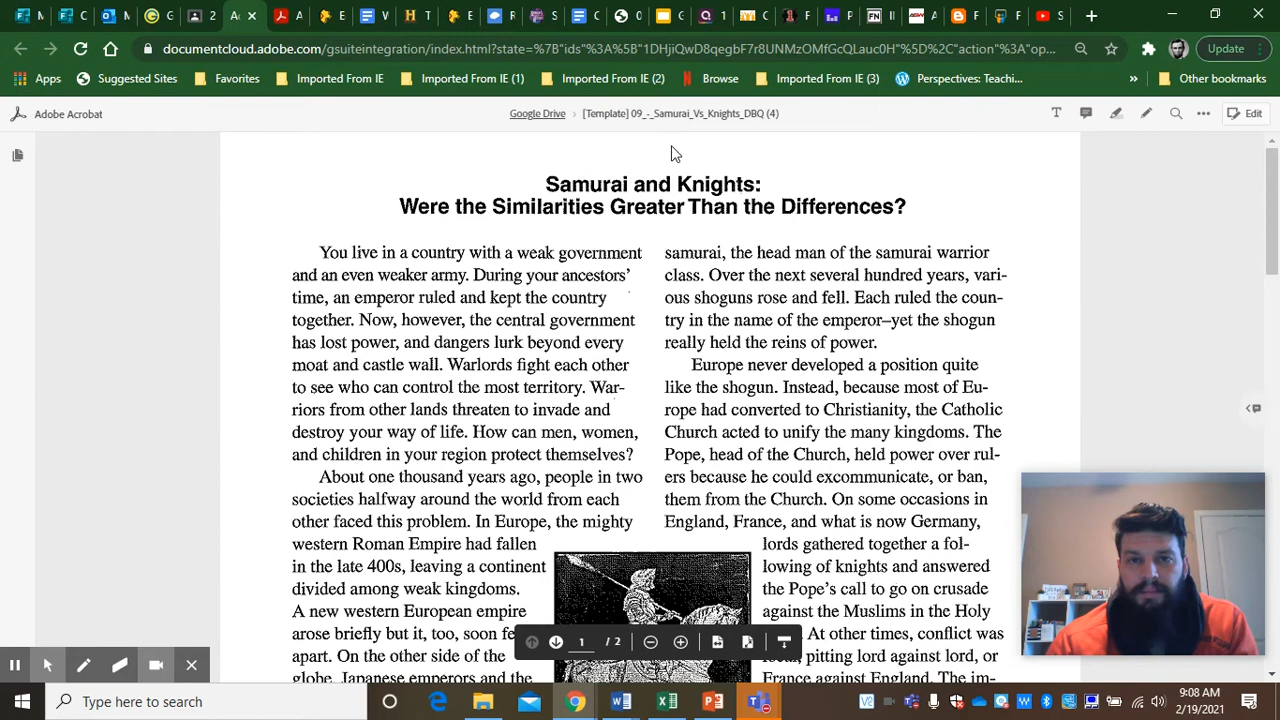 documentcloud.adobe.com/gsuiteintegration/index.html?state=%7B"ids"%3A%5B"1DHjiQwD8qegbF7r8UNMzOMfGcQLauc0H"%5D%2C"action"%3A"op...
Update
Apps
Suggested Sites
Favorites
Imported From IE
Imported From IE (1)
Imported From IE (2)
Browse
Imported From IE (3)
Perspectives: Teachi...
Other bookmarks
Adobe Acrobat
Google Drive > [Template] 09_-_Samurai_Vs_Knights_DBQ (4)
Edit
Samurai and Knights:
Were the Similarities Greater Than the Differences?
You live in a country with a weak government
and an even weaker army. During your ancestors'
time, an emperor ruled and kept the country
together. Now, however, the central government
has lost power, and dangers lurk beyond every
moat and castle wall. Warlords fight each other
to see who can control the most territory. War-
riors from other lands threaten to invade and
destroy your way of life. How can men, women,
and children in your region protect themselves?
About one thousand years ago, people in two
societies halfway around the world from each
other faced this problem. In Europe, the mighty
western Roman Empire had fallen
in the late 400s, leaving a continent
divided among weak kingdoms.
A new western European empire
arose briefly but it, too, soon
apart. On the other side of the
globe, Japanese emperors and the
samurai, the head man of the samurai warrior
class. Over the next several hundred years, vari-
ous shoguns rose and fell. Each ruled the coun-
try in the name of the emperor–yet the shogun
really held the reins of power.
Europe never developed a position quite
like the shogun. Instead, because most of Eu-
rope had converted to Christianity, the Catholic
Church acted to unify the many kingdoms. The
Pope, head of the Church, held power over rul-
ers because he could excommunicate, or ban,
them from the Church. On some occasions in
England, France, and what is now Germany,
lords gathered together a fol-
lowing of knights and answered
the Pope's call to go on crusade
against the Muslims in the Holy
At other times, conflict was
pitting lord against lord, or
France against England. The im-
1 / 2
Type here to search
9:08 AM
2/19/2021